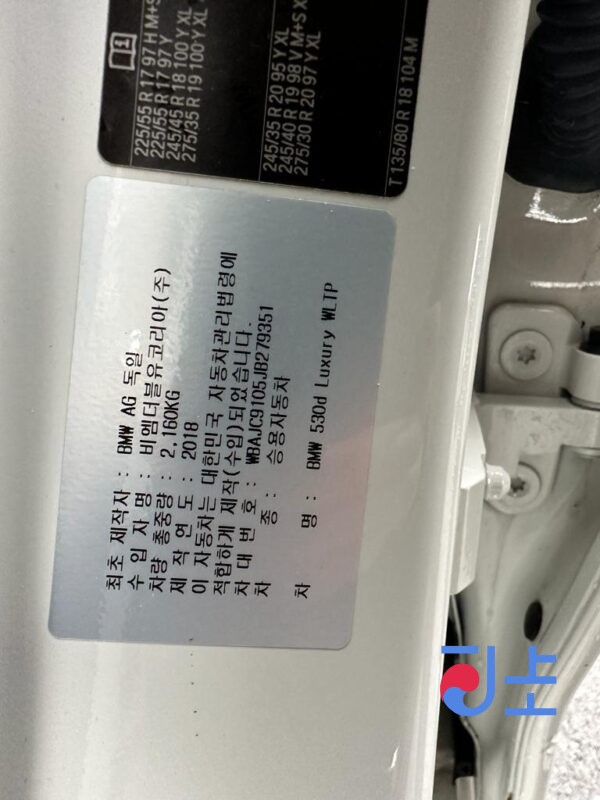 225/55 R 17 97 H M+S
225/55 R 17 97 Y
245/45 R 18 100 Y XL
275/35 R 19 100 Y XL
245/35 R 20 95 Y XL
245/40 R 19 98 V M+S X
275/30 R 20 97 Y XL
T 135/80 R 18 104 M
최초 제작자 : BMW AG 독일
수 입 자 명 : 비엠더블유코리아(주)
차량 총중량 : 2,160KG
제 작 연 도 : 2018
이 자동차는 대한민국 자동차관리법령에
적합하게 제작(수입)되었습니다.
차 대 번 호 : WBAJC9105JB279351
차 종 : 승용자동차
차 명 : BMW 530d Luxury WLTP